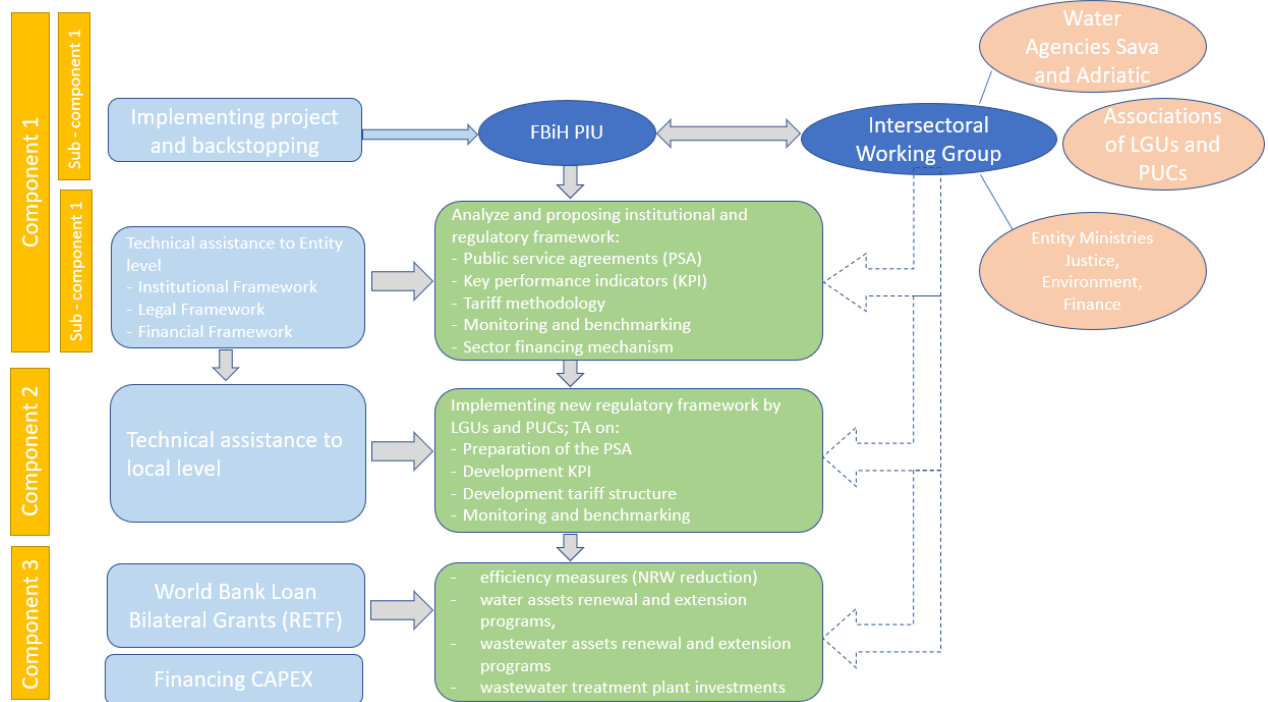 Component 1
Sub - component 1
Implementing project
and backstopping
FBiH PIU
Intersectoral
Working Group
Water
Agencies Sava
and Adriatic
Associations
of LGUs and
PUCs
Entity Ministries
Justice,
Environment,
Finance
Sub - component 1
Technical assistance to Entity
level
- Institutional Framework
- Legal Framework
- Financial Framework
Analyze and proposing institutional and
regulatory framework:
- Public service agreements (PSA)
- Key performance indicators (KPI)
- Tariff methodology
- Monitoring and benchmarking
- Sector financing mechanism
Component 2
Technical assistance to
local level
Implementing new regulatory framework by
LGUs and PUCs; TA on:
- Preparation of the PSA
- Development KPI
- Development tariff structure
- Monitoring and benchmarking
Component 3
World Bank Loan
Bilateral Grants (RETF)
Financing CAPEX
- efficiency measures (NRW reduction)
- water assets renewal and extension
programs,
- wastewater assets renewal and extension
programs
- wastewater treatment plant investments